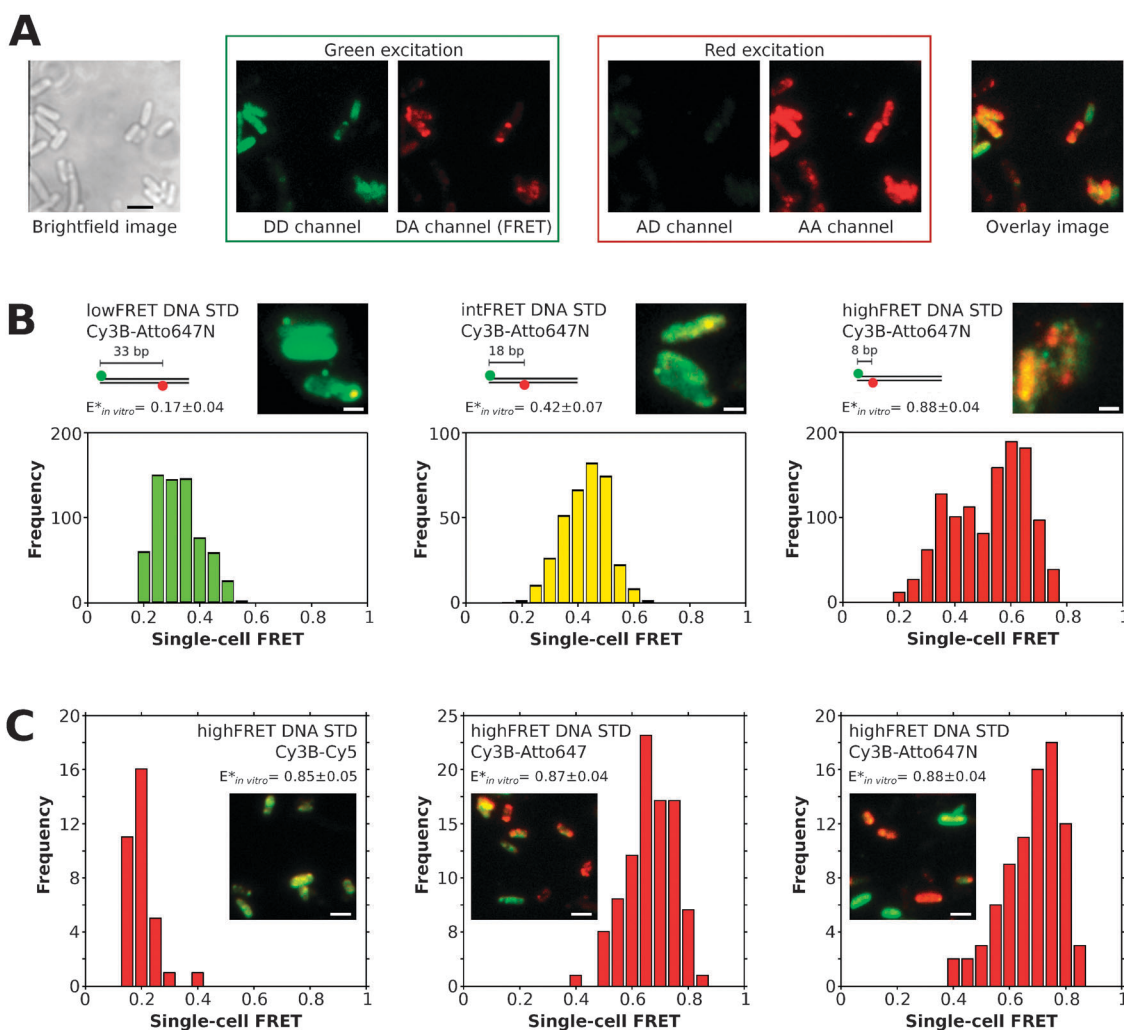 A
Green excitation
Red excitation
Brightfield image
DD channel
DA channel (FRET)
AD channel
AA channel
Overlay image
B
lowFRET DNA STD
Cy3B-Atto647N
33 bp
E*in vitro= 0.17±0.04
intFRET DNA STD
Cy3B-Atto647N
18 bp
E*in vitro= 0.42±0.07
highFRET DNA STD
Cy3B-Atto647N
8 bp
E*in vitro= 0.88±0.04
Frequency
200
100
0
0 0.2 0.4 0.6 0.8 1
Single-cell FRET
Frequency
100
50
0
0 0.2 0.4 0.6 0.8 1
Single-cell FRET
Frequency
200
100
0
0 0.2 0.4 0.6 0.8 1
Single-cell FRET
C
highFRET DNA STD
Cy3B-Cy5
E*in vitro= 0.85±0.05
Frequency
20
16
12
8
4
0
0 0.2 0.4 0.6 0.8 1
Single-cell FRET
highFRET DNA STD
Cy3B-Atto647
E*in vitro= 0.87±0.04
Frequency
25
20
15
10
8
0
0 0.2 0.4 0.6 0.8 1
Single-cell FRET
highFRET DNA STD
Cy3B-Atto647N
E*in vitro= 0.88±0.04
Frequency
20
16
12
8
4
0
0 0.2 0.4 0.6 0.8 1
Single-cell FRET